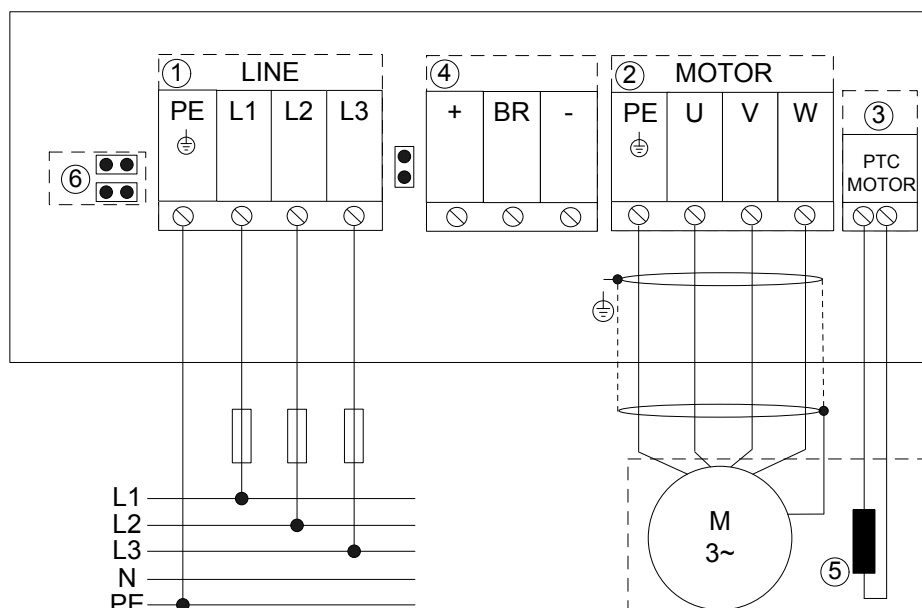 ① LINE
PE L1 L2 L3
④
+ BR -
② MOTOR
PE U V W
③
PTC
MOTOR
⑥
L1
L2
L3
N
PE
M
3~
⑤